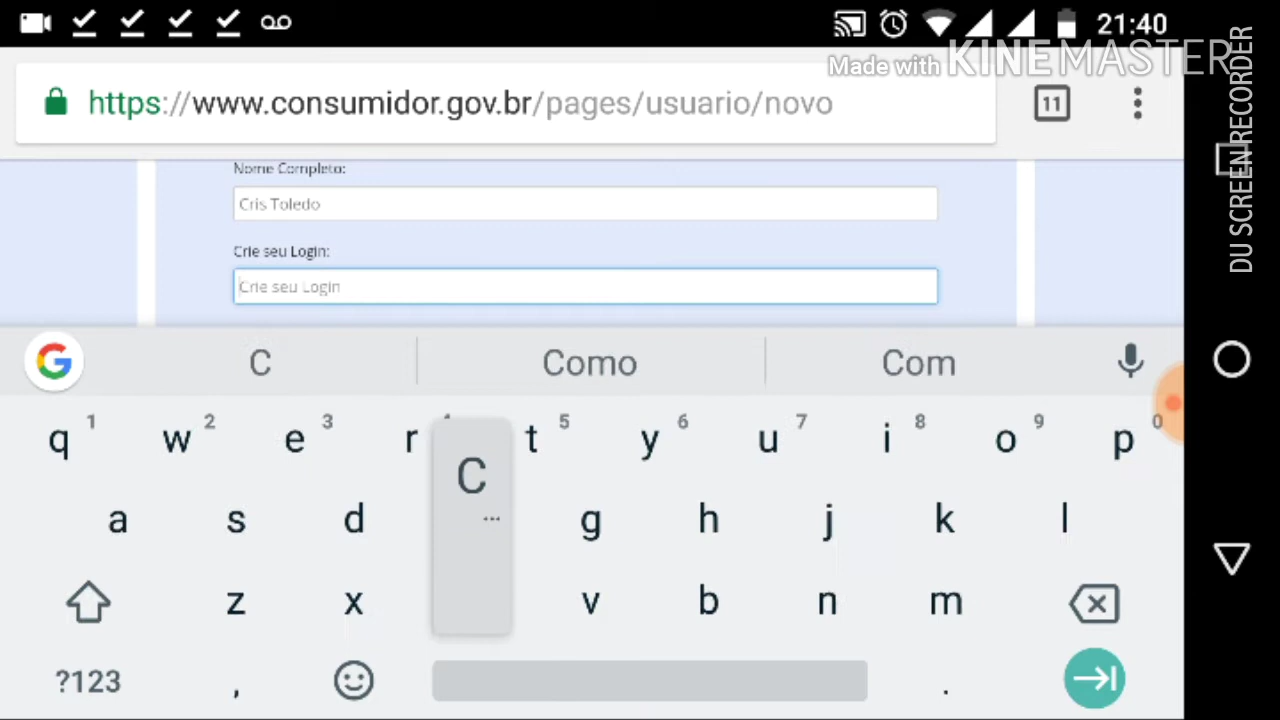 21:40
Made with KINEMASTER
DU SCREEN RECORDER
https://www.consumidor.gov.br/pages/usuario/novo
11
Nome Completo:
Cris Toledo
Crie seu Login:
Crie seu Login
G C Como Com
1 2 3 4 5 6 7 8 9 0
q w e r t y u i o p
C
...
a s d g h j k l
z x v b n m
?123 , .